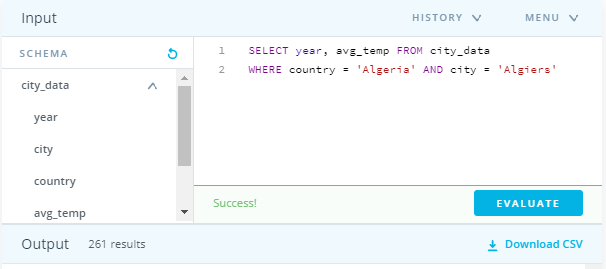 Input
HISTORY
MENU
SCHEMA
city_data
year
city
country
avg_temp
1 SELECT year, avg_temp FROM city_data
2 WHERE country = 'Algeria' AND city = 'Algiers'
Success!
EVALUATE
Output 261 results
Download CSV